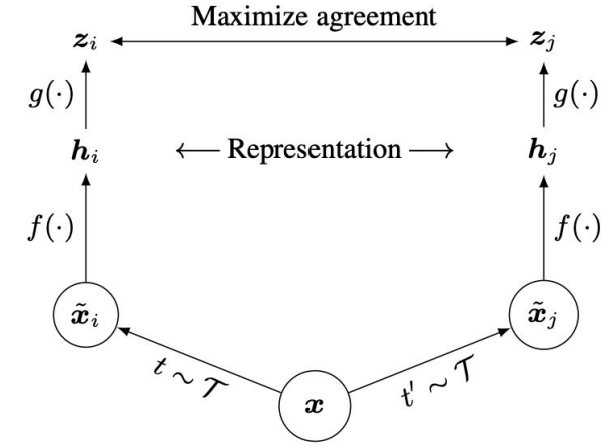 Maximize agreement
z_i z_j
g(·) g(·)
h_i ← Representation → h_j
f(·) f(·)
x̃_i x̃_j
t ~ 𝒯 t' ~ 𝒯
x